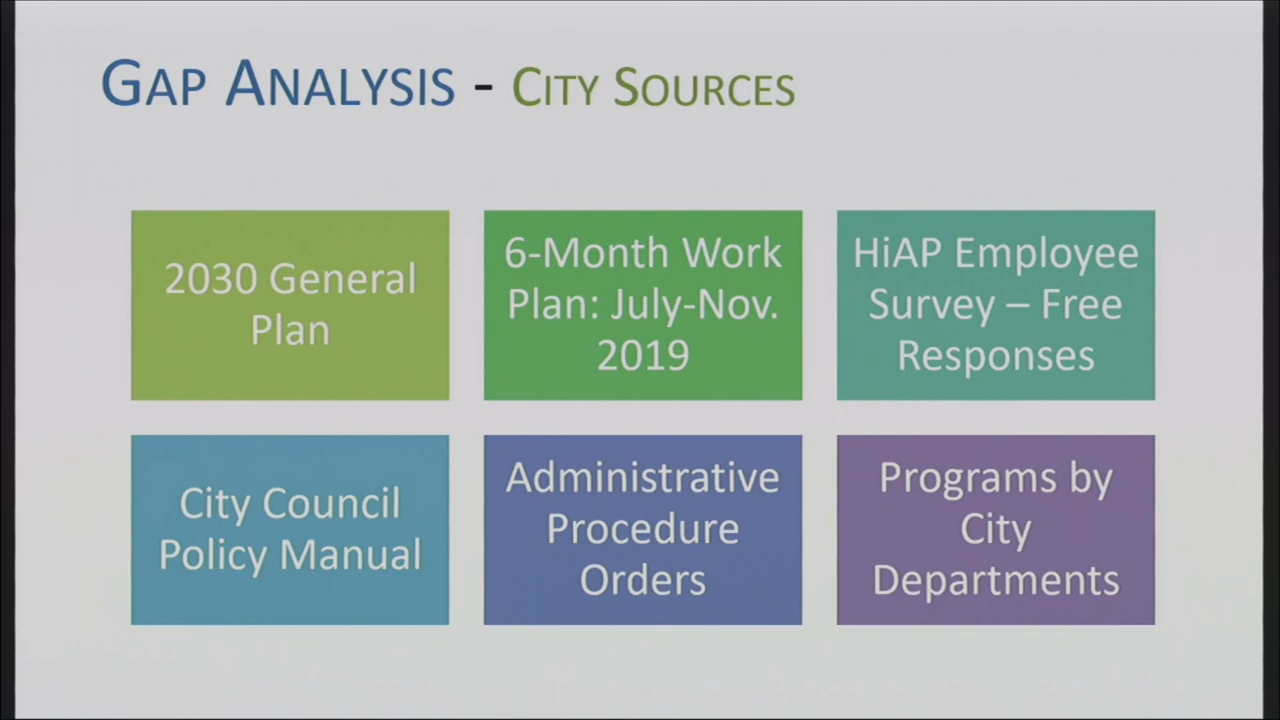 GAP ANALYSIS - CITY SOURCES
2030 General
Plan
6-Month Work
Plan: July-Nov.
2019
HiAP Employee
Survey – Free
Responses
City Council
Policy Manual
Administrative
Procedure
Orders
Programs by
City
Departments